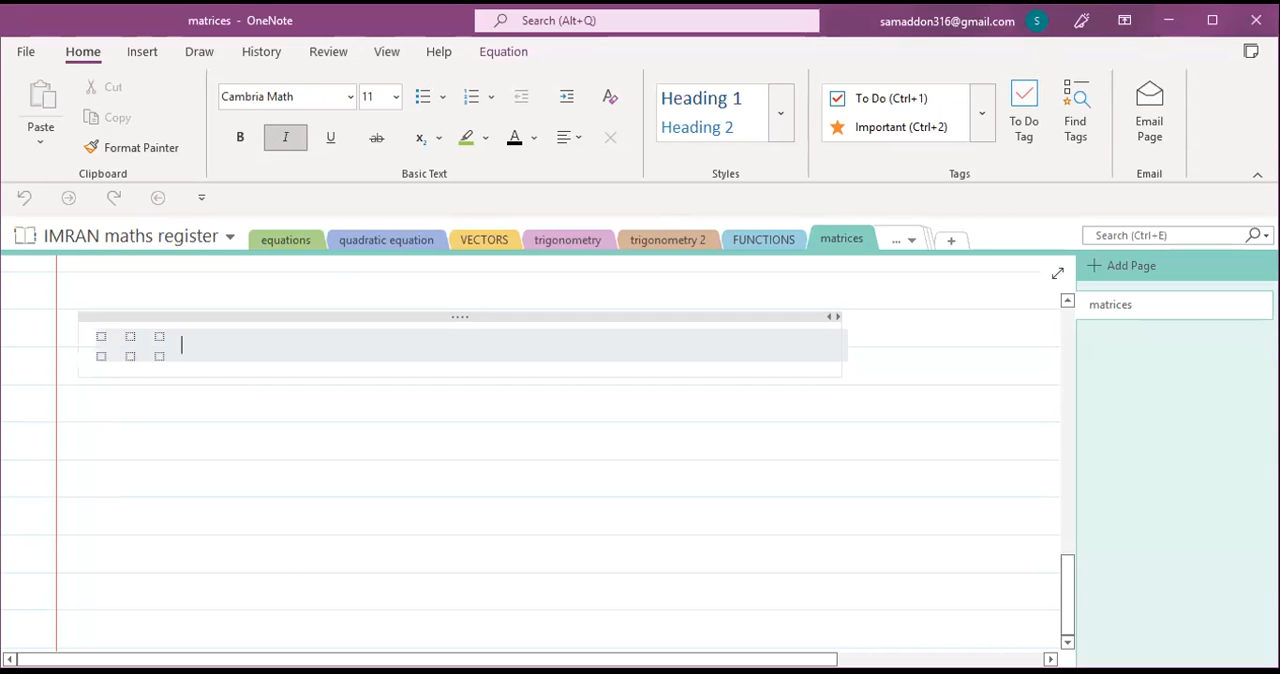 matrices - OneNote
Search (Alt+Q)
samaddon316@gmail.com
S
File
Home
Insert
Draw
History
Review
View
Help
Equation
Paste
Cut
Copy
Format Painter
Clipboard
Cambria Math
11
B
I
U
ab
x₂
A
Basic Text
Heading 1
Heading 2
Styles
To Do (Ctrl+1)
Important (Ctrl+2)
To Do
Tag
Find
Tags
Tags
Email
Page
Email
IMRAN maths register
equations
quadratic equation
VECTORS
trigonometry
trigonometry 2
FUNCTIONS
matrices
...
Search (Ctrl+E)
Add Page
matrices